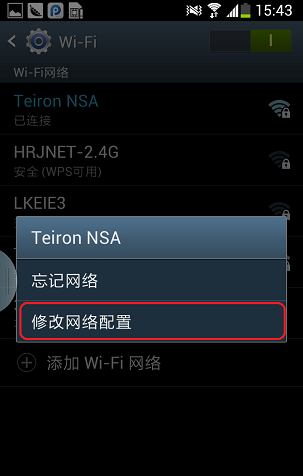 15:43
Wi-Fi
Wi-Fi网络
Teiron NSA
已连接
HRJNET-2.4G
安全 (WPS可用)
LKEIE3
Teiron NSA
忘记网络
修改网络配置
添加 Wi-Fi 网络